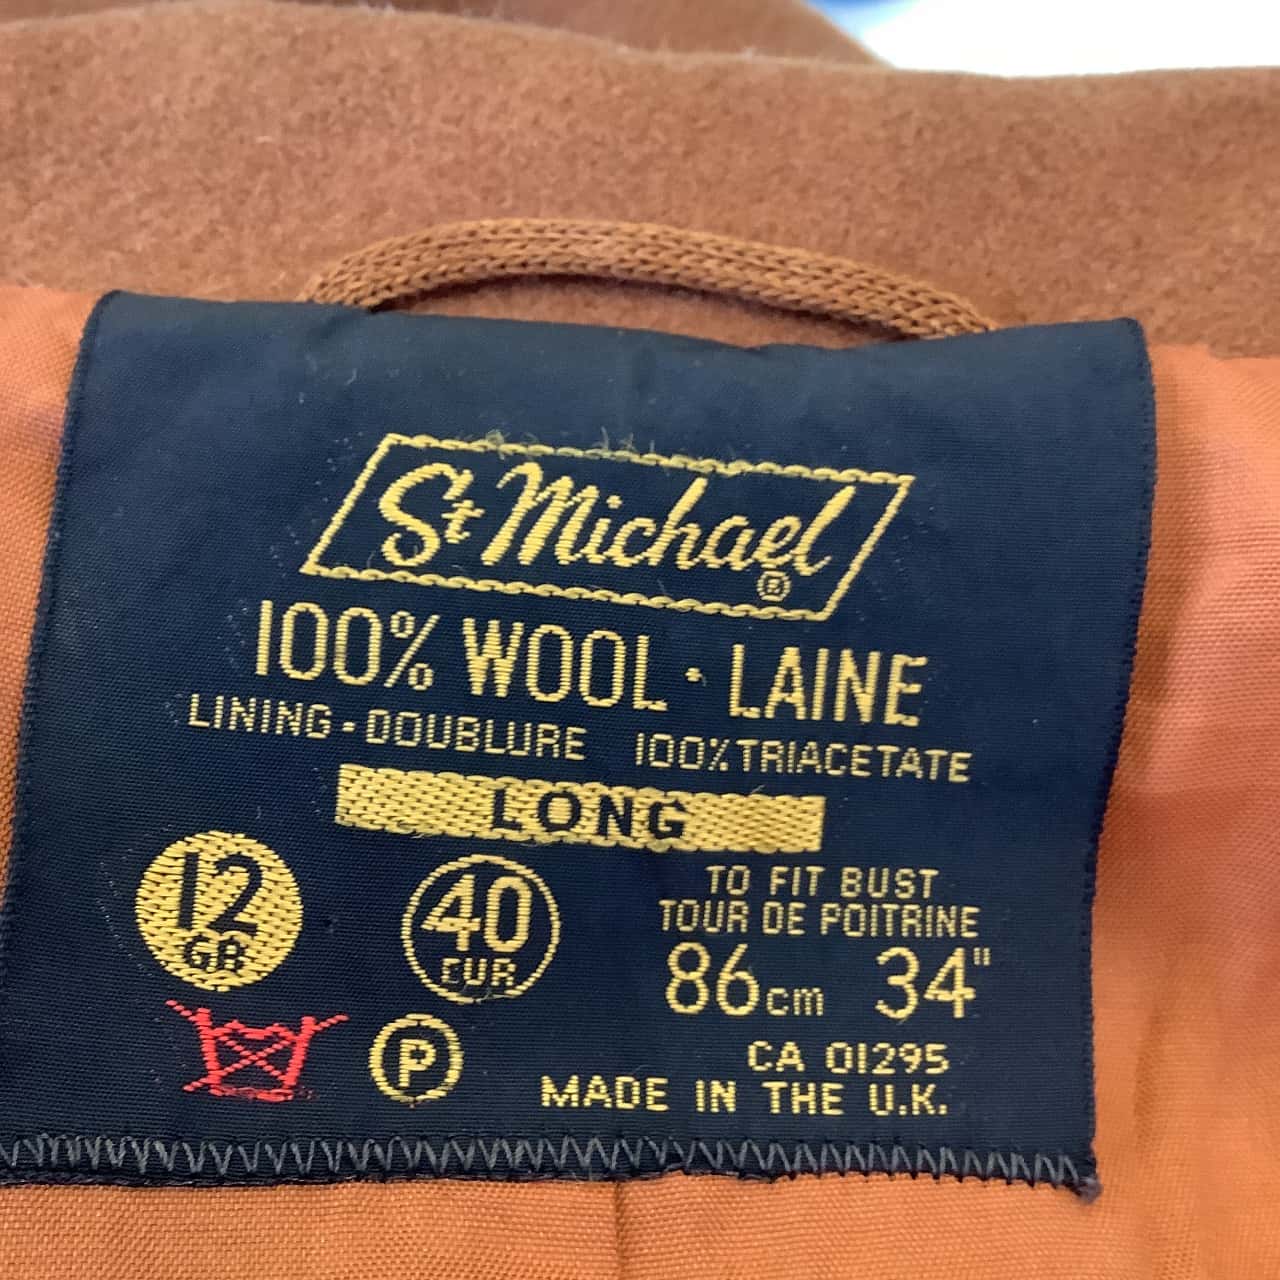 St Michael ®
100% WOOL · LAINE
LINING - DOUBLURE 100% TRIACETATE
LONG
12 GB
40 EUR
TO FIT BUST
TOUR DE POITRINE
86cm 34"
P
CA 01295
MADE IN THE U.K.